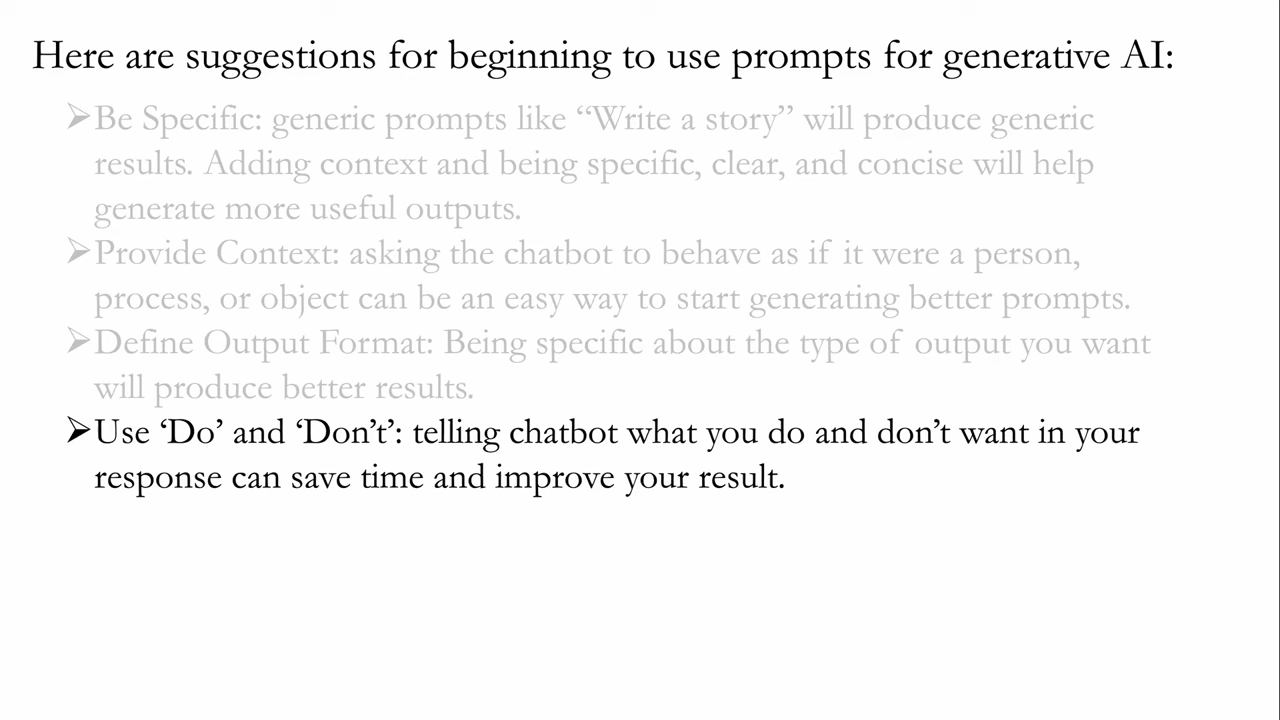 Here are suggestions for beginning to use prompts for generative AI:
➢Be Specific: generic prompts like “Write a story” will produce generic
results. Adding context and being specific, clear, and concise will help
generate more useful outputs.
➢Provide Context: asking the chatbot to behave as if it were a person,
process, or object can be an easy way to start generating better prompts.
➢Define Output Format: Being specific about the type of output you want
will produce better results.
➢Use ‘Do’ and ‘Don’t’: telling chatbot what you do and don’t want in your
response can save time and improve your result.